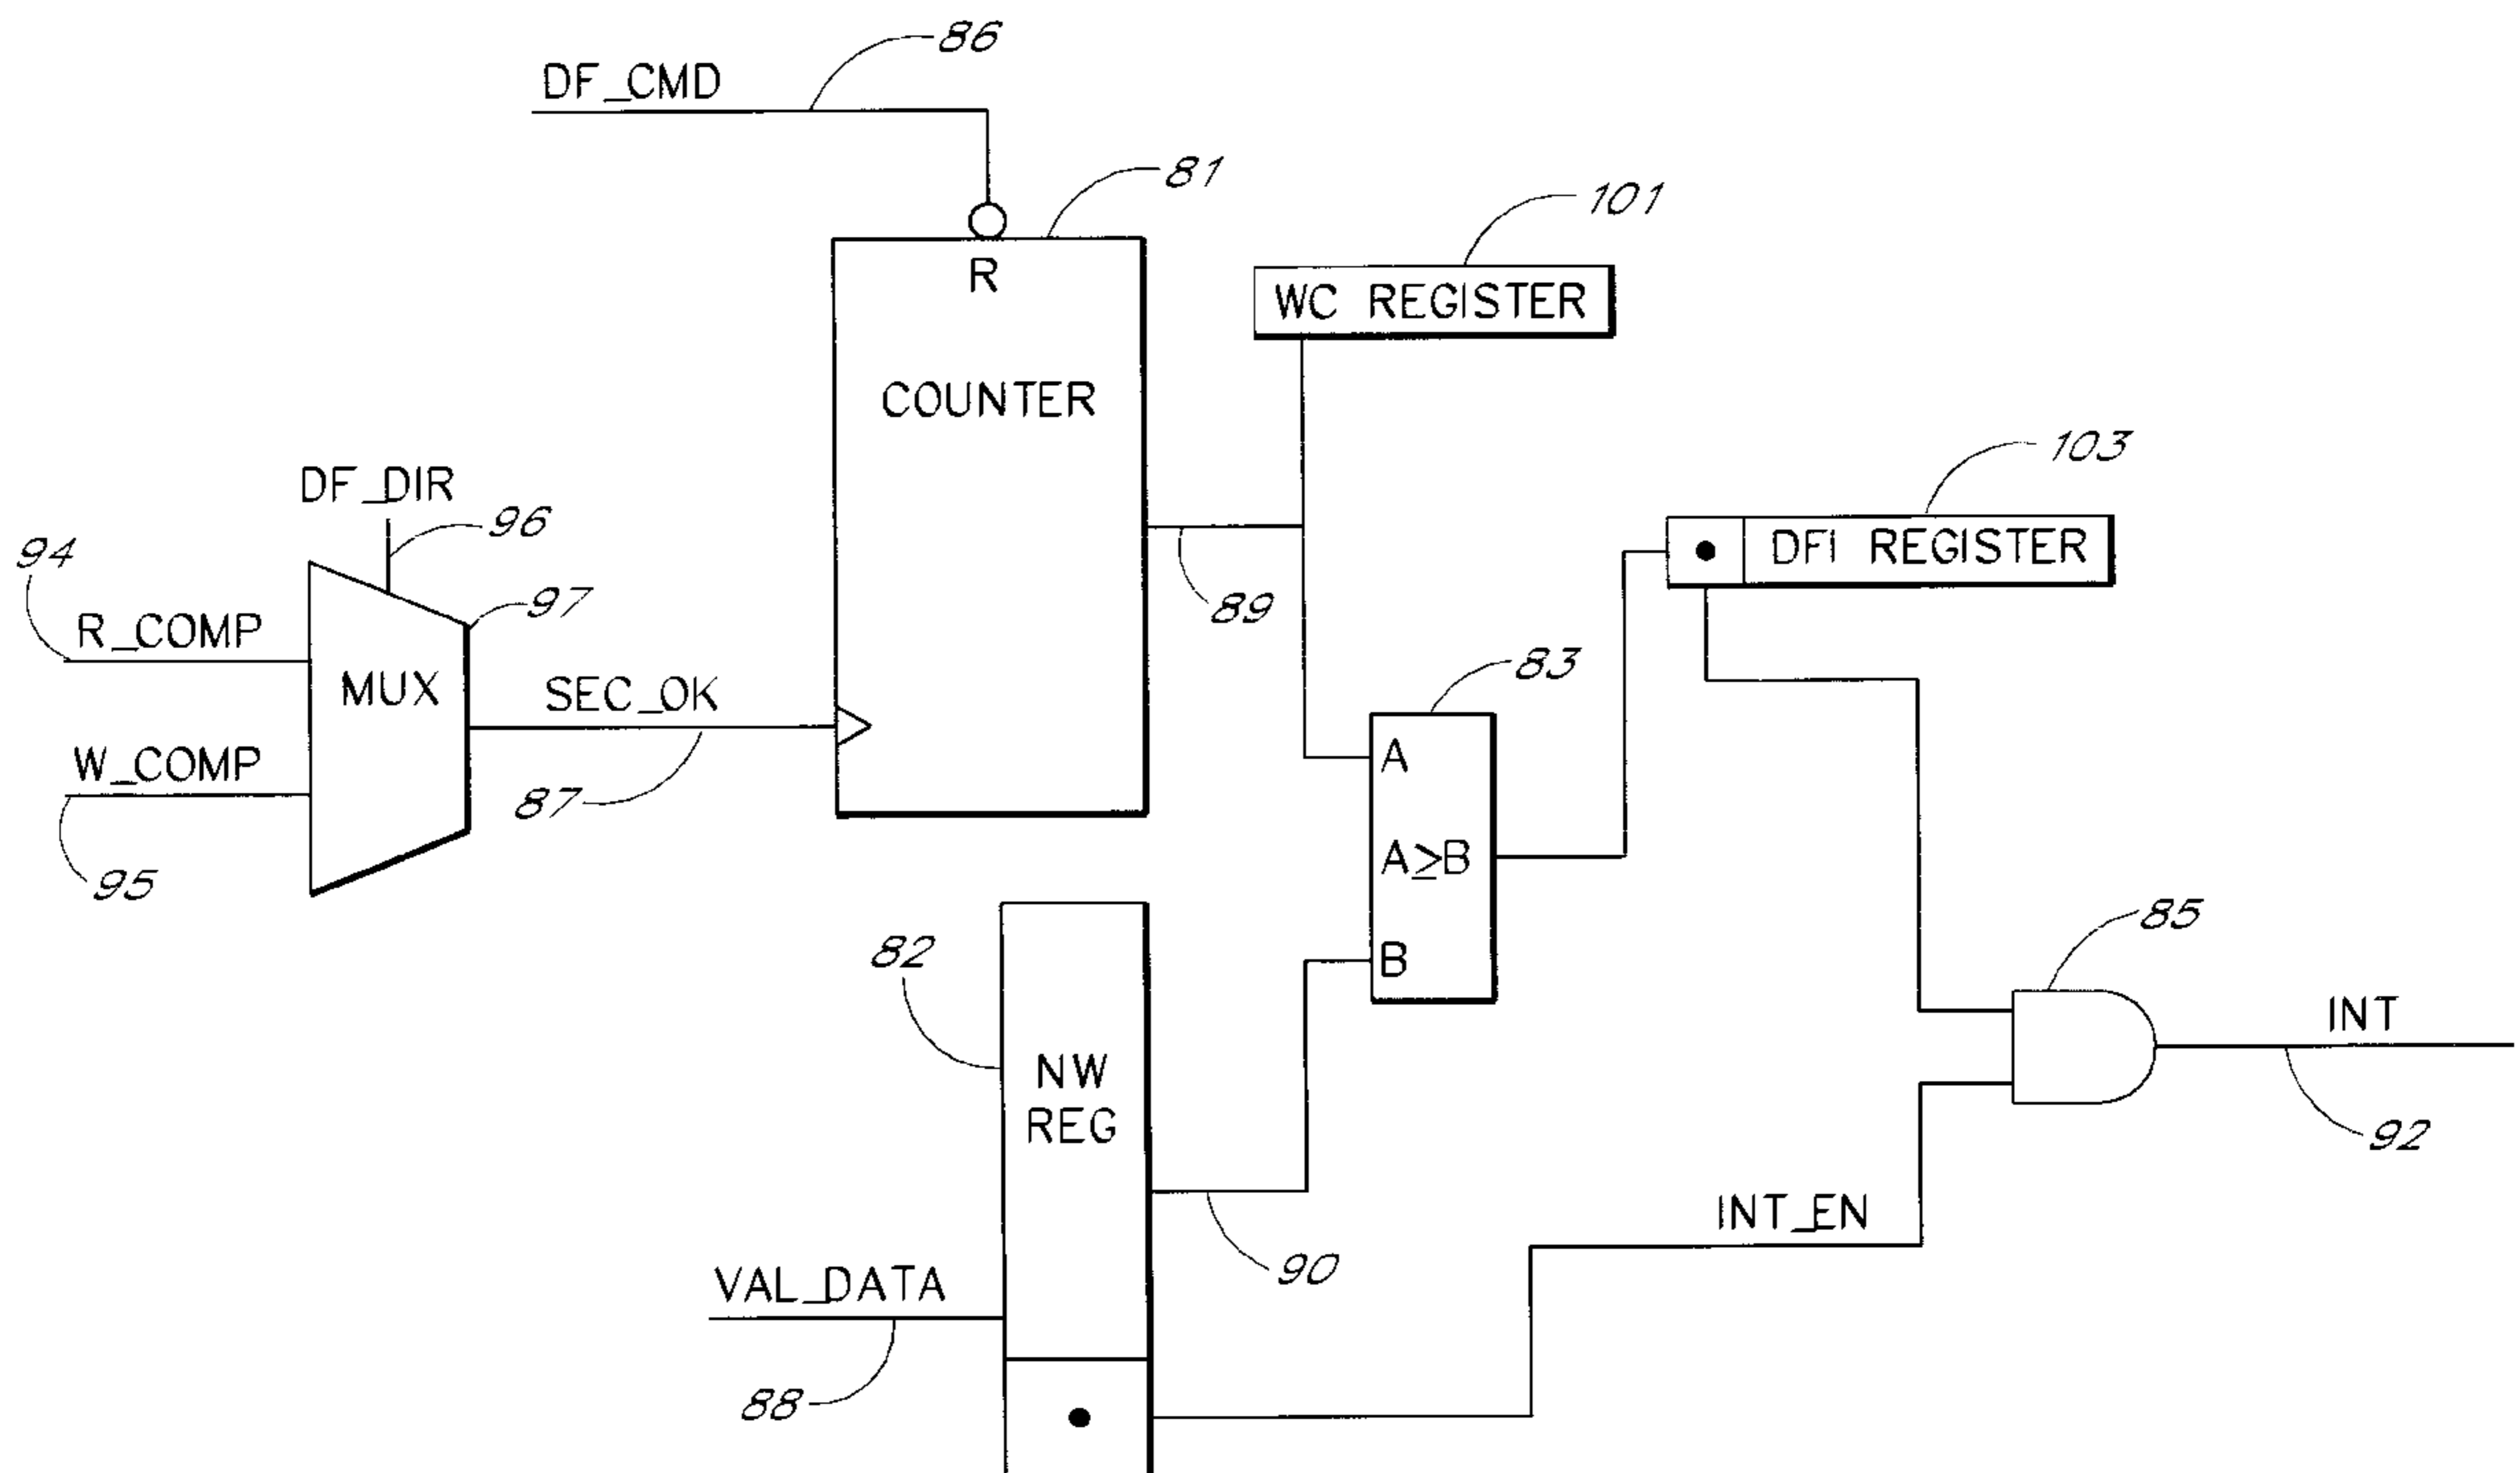 86
DF_CMD
81
101
R
WC REGISTER
COUNTER
103
DF_DIR
96
94
DFI REGISTER
97
89
R_COMP
83
MUX
SEC_OK
A
W_COMP
87
A≥B
95
85
82
B
INT
NW
REG
92
INT_EN
90
VAL_DATA
88